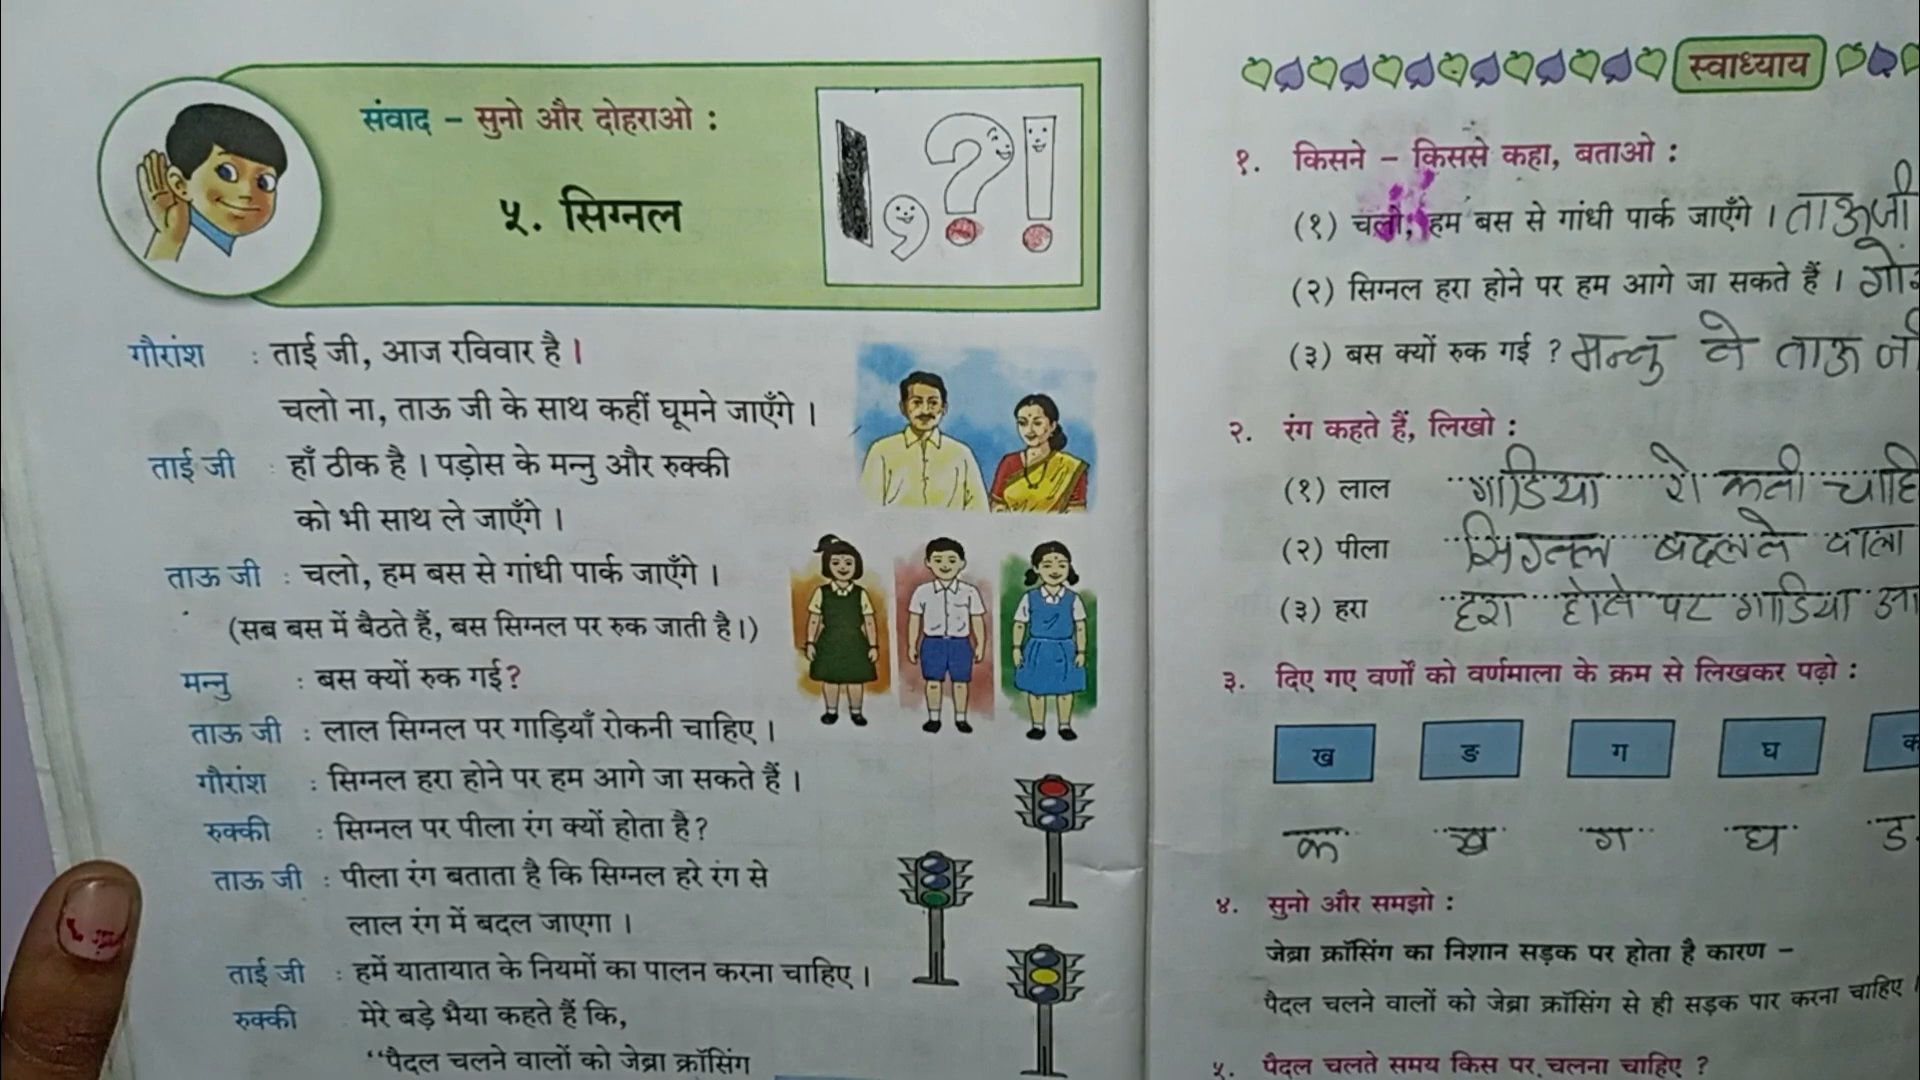 संवाद – सुनो और दोहराओ :
५. सिग्नल
गौरांश : ताई जी, आज रविवार है।
चलो ना, ताऊ जी के साथ कहीं घूमने जाएँगे ।
ताई जी : हाँ ठीक है । पड़ोस के मन्नु और रुक्की
को भी साथ ले जाएँगे ।
ताऊ जी : चलो, हम बस से गांधी पार्क जाएँगे ।
(सब बस में बैठते हैं, बस सिग्नल पर रुक जाती है।)
मन्नु : बस क्यों रुक गई?
ताऊ जी : लाल सिग्नल पर गाड़ियाँ रोकनी चाहिए ।
गौरांश : सिग्नल हरा होने पर हम आगे जा सकते हैं ।
रुक्की : सिग्नल पर पीला रंग क्यों होता है?
ताऊ जी : पीला रंग बताता है कि सिग्नल हरे रंग से
लाल रंग में बदल जाएगा ।
ताई जी : हमें यातायात के नियमों का पालन करना चाहिए ।
रुक्की मेरे बड़े भैया कहते हैं कि,
“पैदल चलने वालों को जेब्रा क्रॉसिंग
स्वाध्याय
१. किसने – किससे कहा, बताओ :
(१) चलो, हम बस से गांधी पार्क जाएँगे । ताऊजी
(२) सिग्नल हरा होने पर हम आगे जा सकते हैं ।
(३) बस क्यों रुक गई ? मन्नु ने ताऊ जी
२. रंग कहते हैं, लिखो :
(१) लाल गाडिया रोकनी
(२) पीला सिग्नल बदलने वाला
(३) हरा हरा होने पर गाडिया
३. दिए गए वर्णों को वर्णमाला के क्रम से लिखकर पढ़ो :
ख ङ ग घ क
क ख ग घ ङ
४. सुनो और समझो :
जेब्रा क्रॉसिंग का निशान सड़क पर होता है कारण –
पैदल चलने वालों को जेब्रा क्रॉसिंग से ही सड़क पार करना चाहिए ।
५. पैदल चलते समय किस पर चलना चाहिए ?